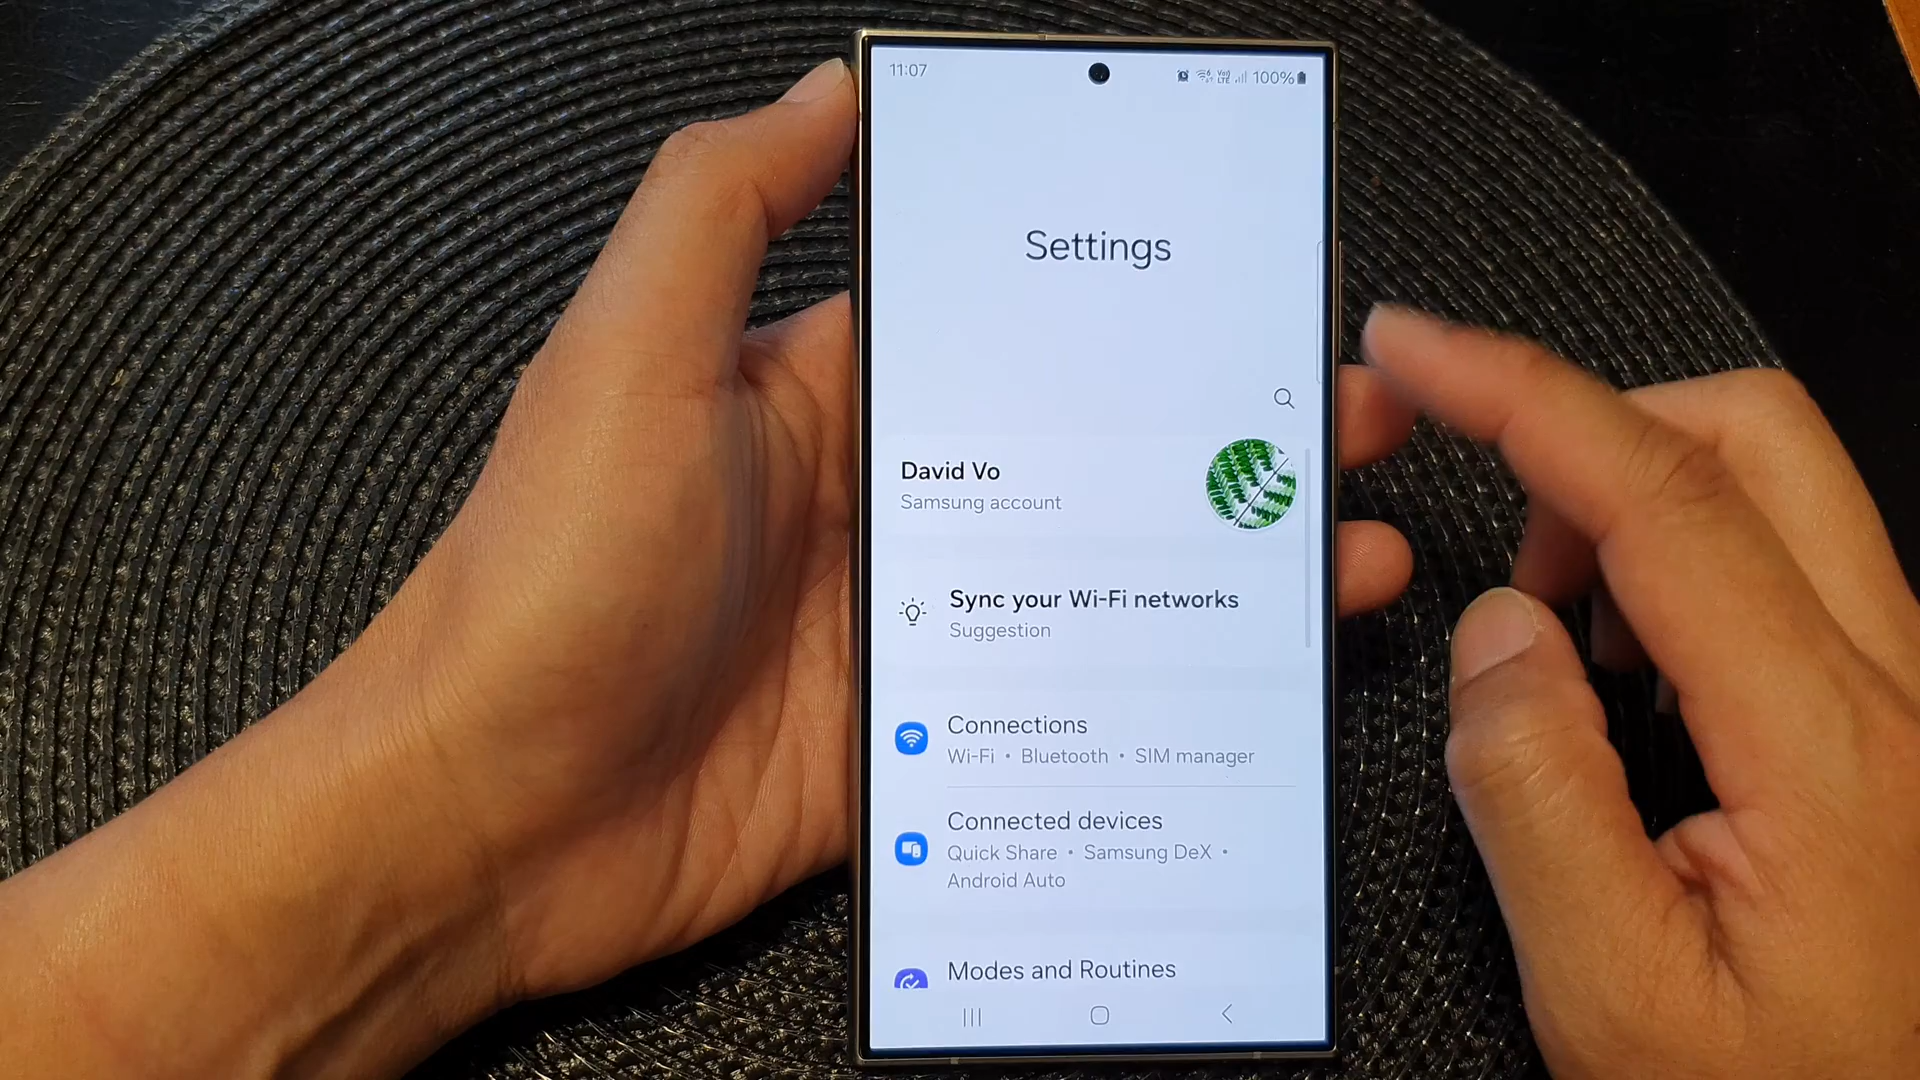 11:07
100%
Settings
David Vo
Samsung account
Sync your Wi-Fi networks
Suggestion
Connections
Wi-Fi • Bluetooth • SIM manager
Connected devices
Quick Share • Samsung DeX •
Android Auto
Modes and Routines